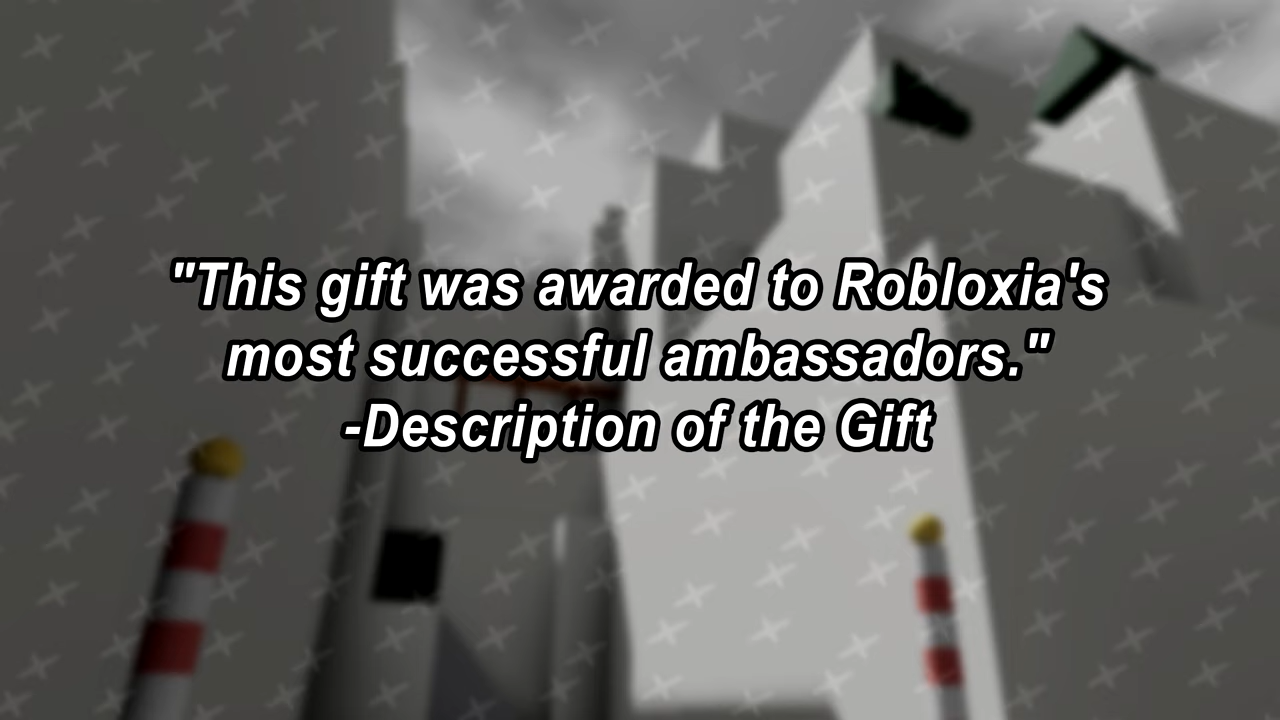 "This gift was awarded to Robloxia's
most successful ambassadors."
-Description of the Gift